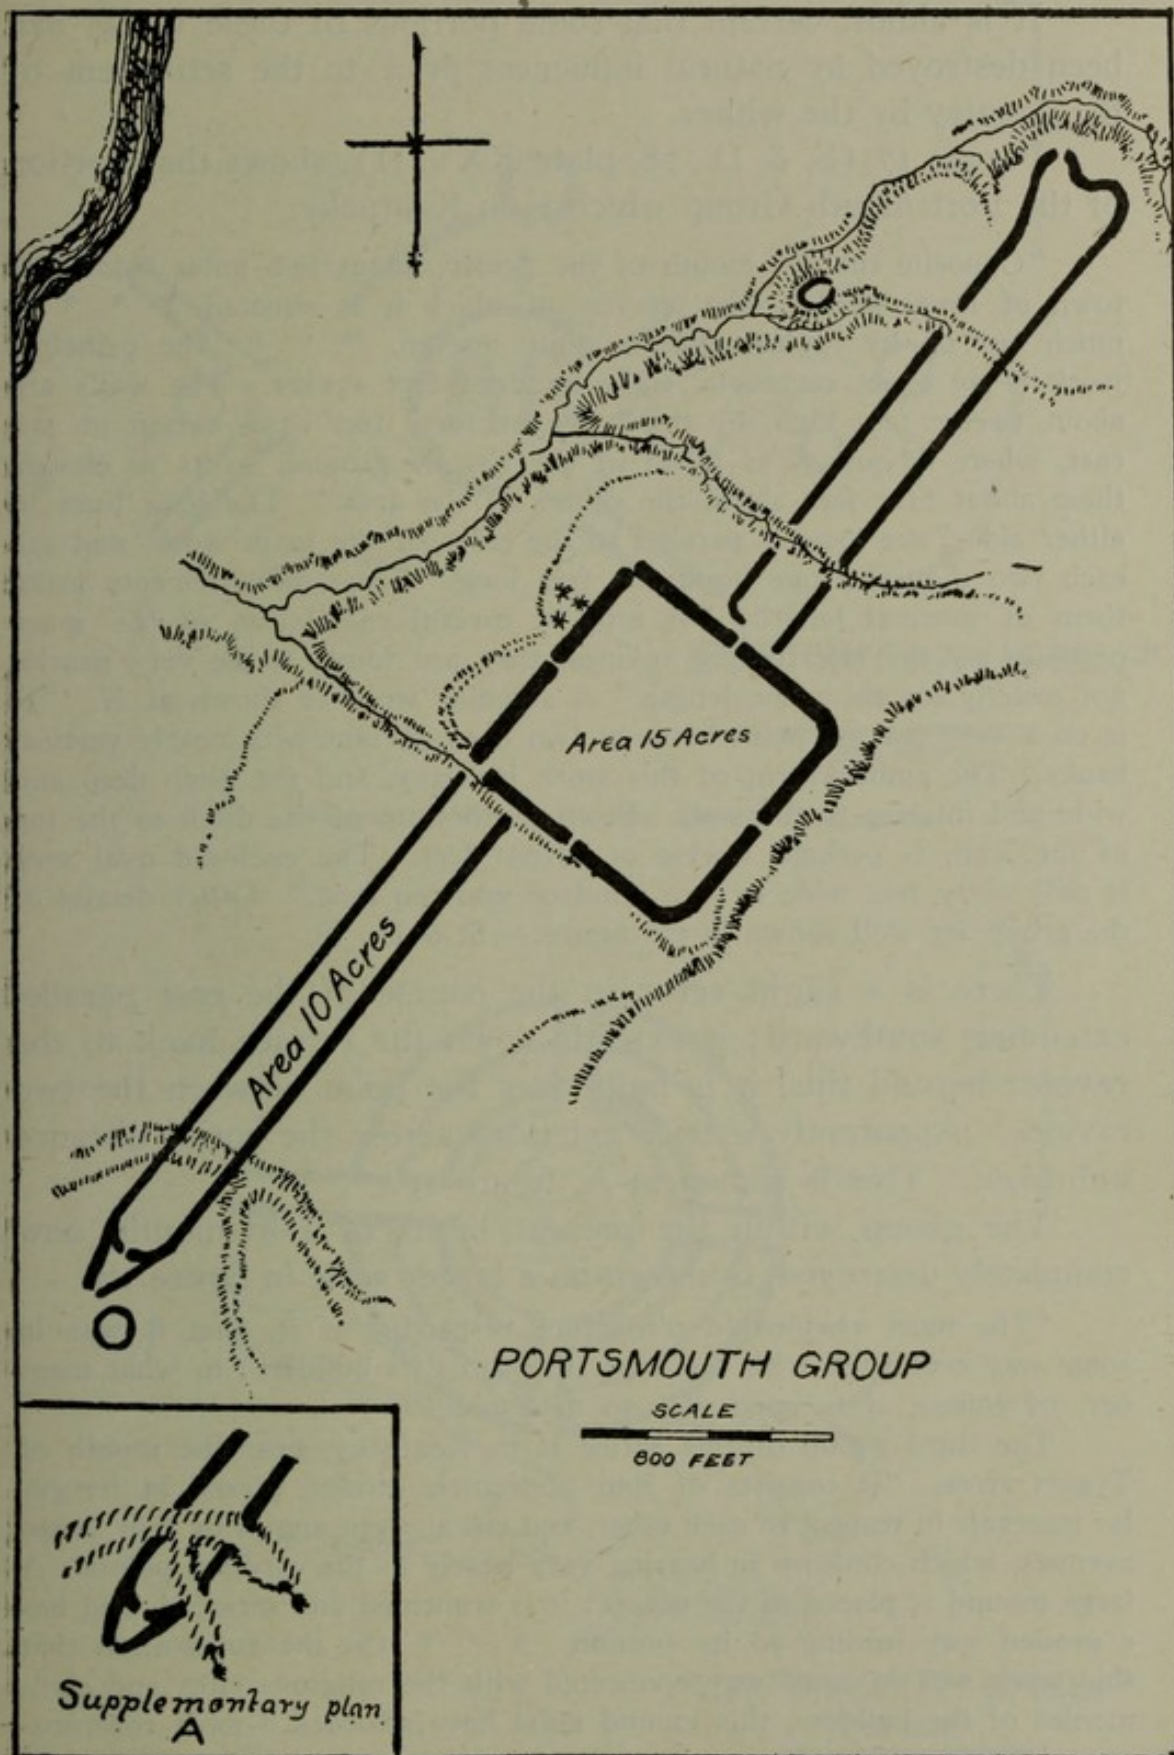 Area 15 Acres
Area 10 Acres
PORTSMOUTH GROUP
SCALE
800 FEET
Supplementary plan
A